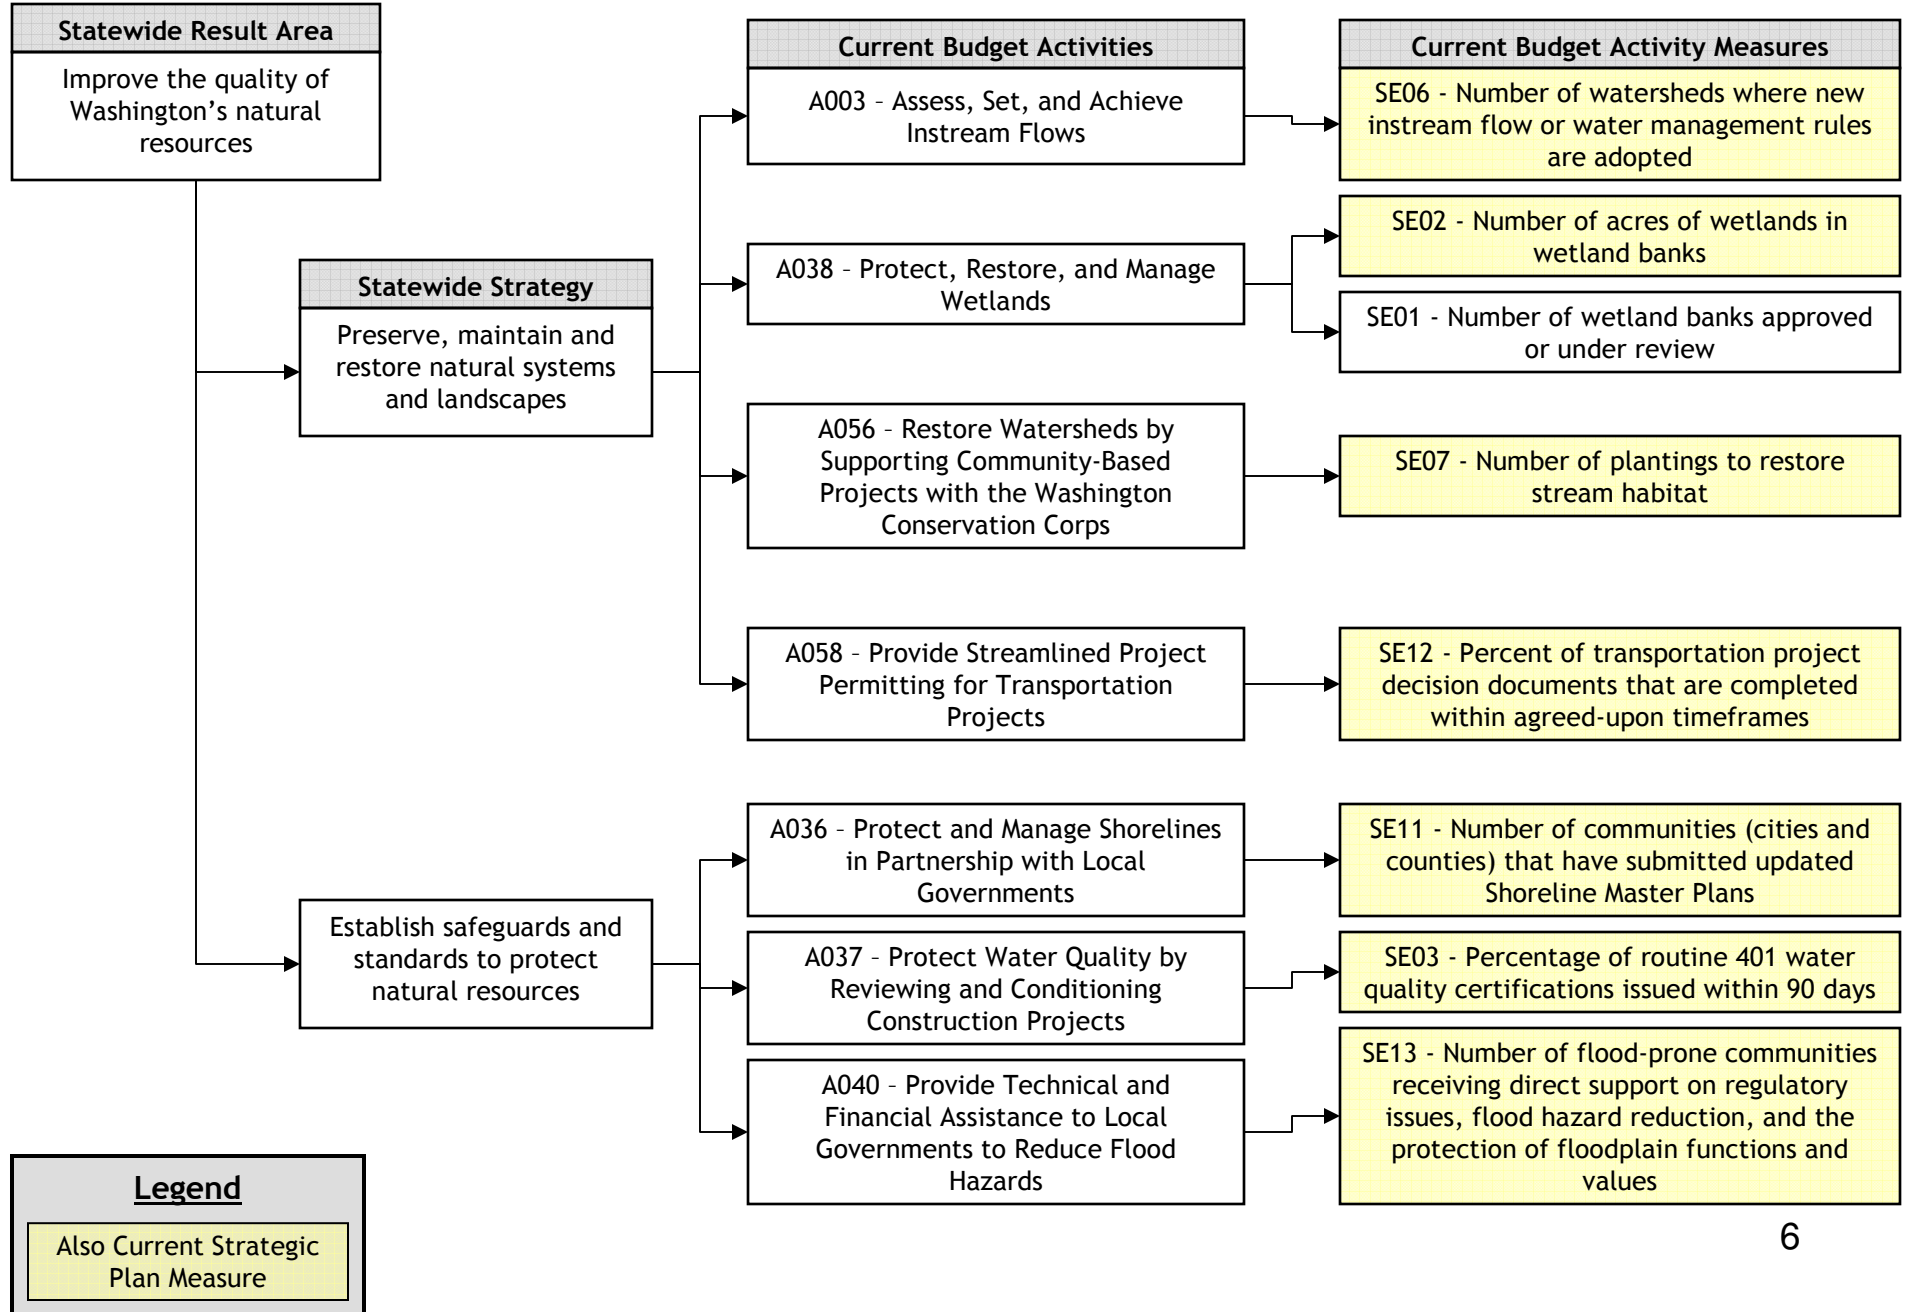 Statewide Result Area
Improve the quality of
Washington’s natural
resources
Statewide Strategy
Preserve, maintain and
restore natural systems
and landscapes
Establish safeguards and
standards to protect
natural resources
Current Budget Activities
A003 – Assess, Set, and Achieve
Instream Flows
A038 – Protect, Restore, and Manage
Wetlands
A056 – Restore Watersheds by
Supporting Community-Based
Projects with the Washington
Conservation Corps
A058 – Provide Streamlined Project
Permitting for Transportation
Projects
A036 – Protect and Manage Shorelines
in Partnership with Local
Governments
A037 – Protect Water Quality by
Reviewing and Conditioning
Construction Projects
A040 – Provide Technical and
Financial Assistance to Local
Governments to Reduce Flood
Hazards
Current Budget Activity Measures
SE06 - Number of watersheds where new
instream flow or water management rules
are adopted
SE02 - Number of acres of wetlands in
wetland banks
SE01 - Number of wetland banks approved
or under review
SE07 - Number of plantings to restore
stream habitat
SE12 - Percent of transportation project
decision documents that are completed
within agreed-upon timeframes
SE11 - Number of communities (cities and
counties) that have submitted updated
Shoreline Master Plans
SE03 - Percentage of routine 401 water
quality certifications issued within 90 days
SE13 - Number of flood-prone communities
receiving direct support on regulatory
issues, flood hazard reduction, and the
protection of floodplain functions and
values
Legend
Also Current Strategic
Plan Measure
6